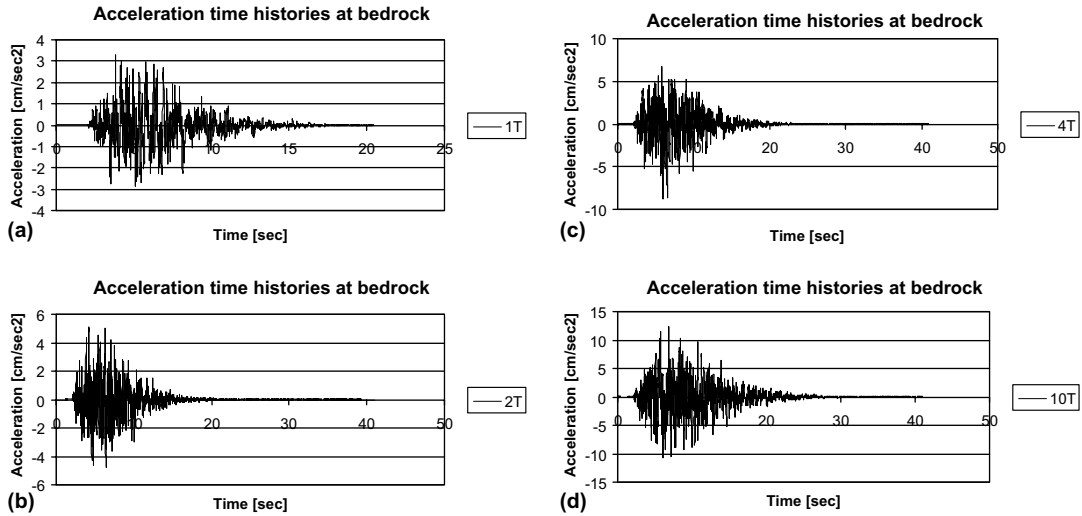 Acceleration time histories at bedrock
Acceleration [cm/sec2]
4
3
2
1
0
-1
-2
-3
-4
0 5 10 15 20 25
1T
Time [sec]
(a)
Acceleration time histories at bedrock
Acceleration [cm/sec2]
6
4
2
0
-2
-4
-6
0 10 20 30 40 50
2T
Time [sec]
(b)
Acceleration time histories at bedrock
Acceleration [cm/sec2]
10
5
0
-5
-10
0 10 20 30 40 50
4T
Time [sec]
(c)
Acceleration time histories at bedrock
Acceleration [cm/sec2]
15
10
5
0
-5
-10
-15
0 10 20 30 40 50
10T
Time [sec]
(d)